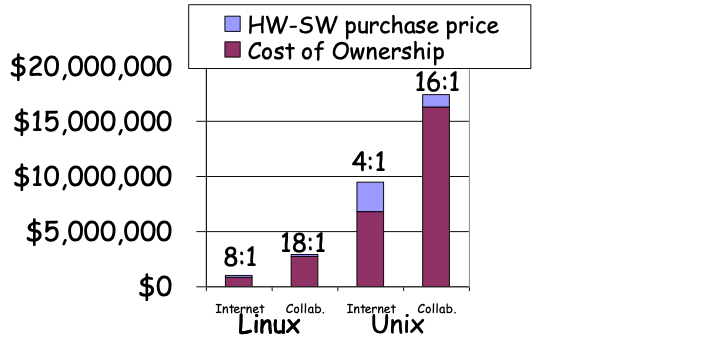 HW-SW purchase price
Cost of Ownership
$20,000,000
$15,000,000
$10,000,000
$5,000,000
$0
8:1
18:1
4:1
16:1
Internet Collab. Internet Collab.
Linux Unix